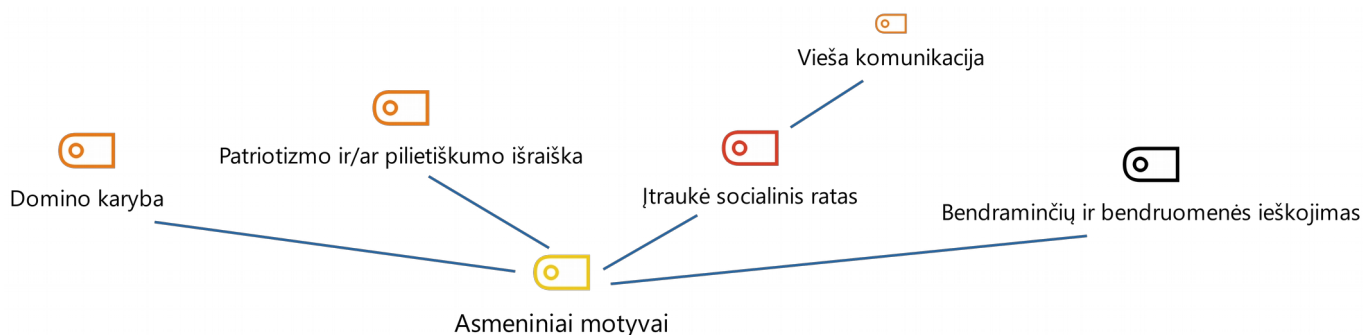 Vieša komunikacija
Patriotizmo ir/ar pilietiškumo išraiška
Domino karyba
Įtraukė socialinis ratas
Bendraminčių ir bendruomenės ieškojimas
Asmeniniai motyvai